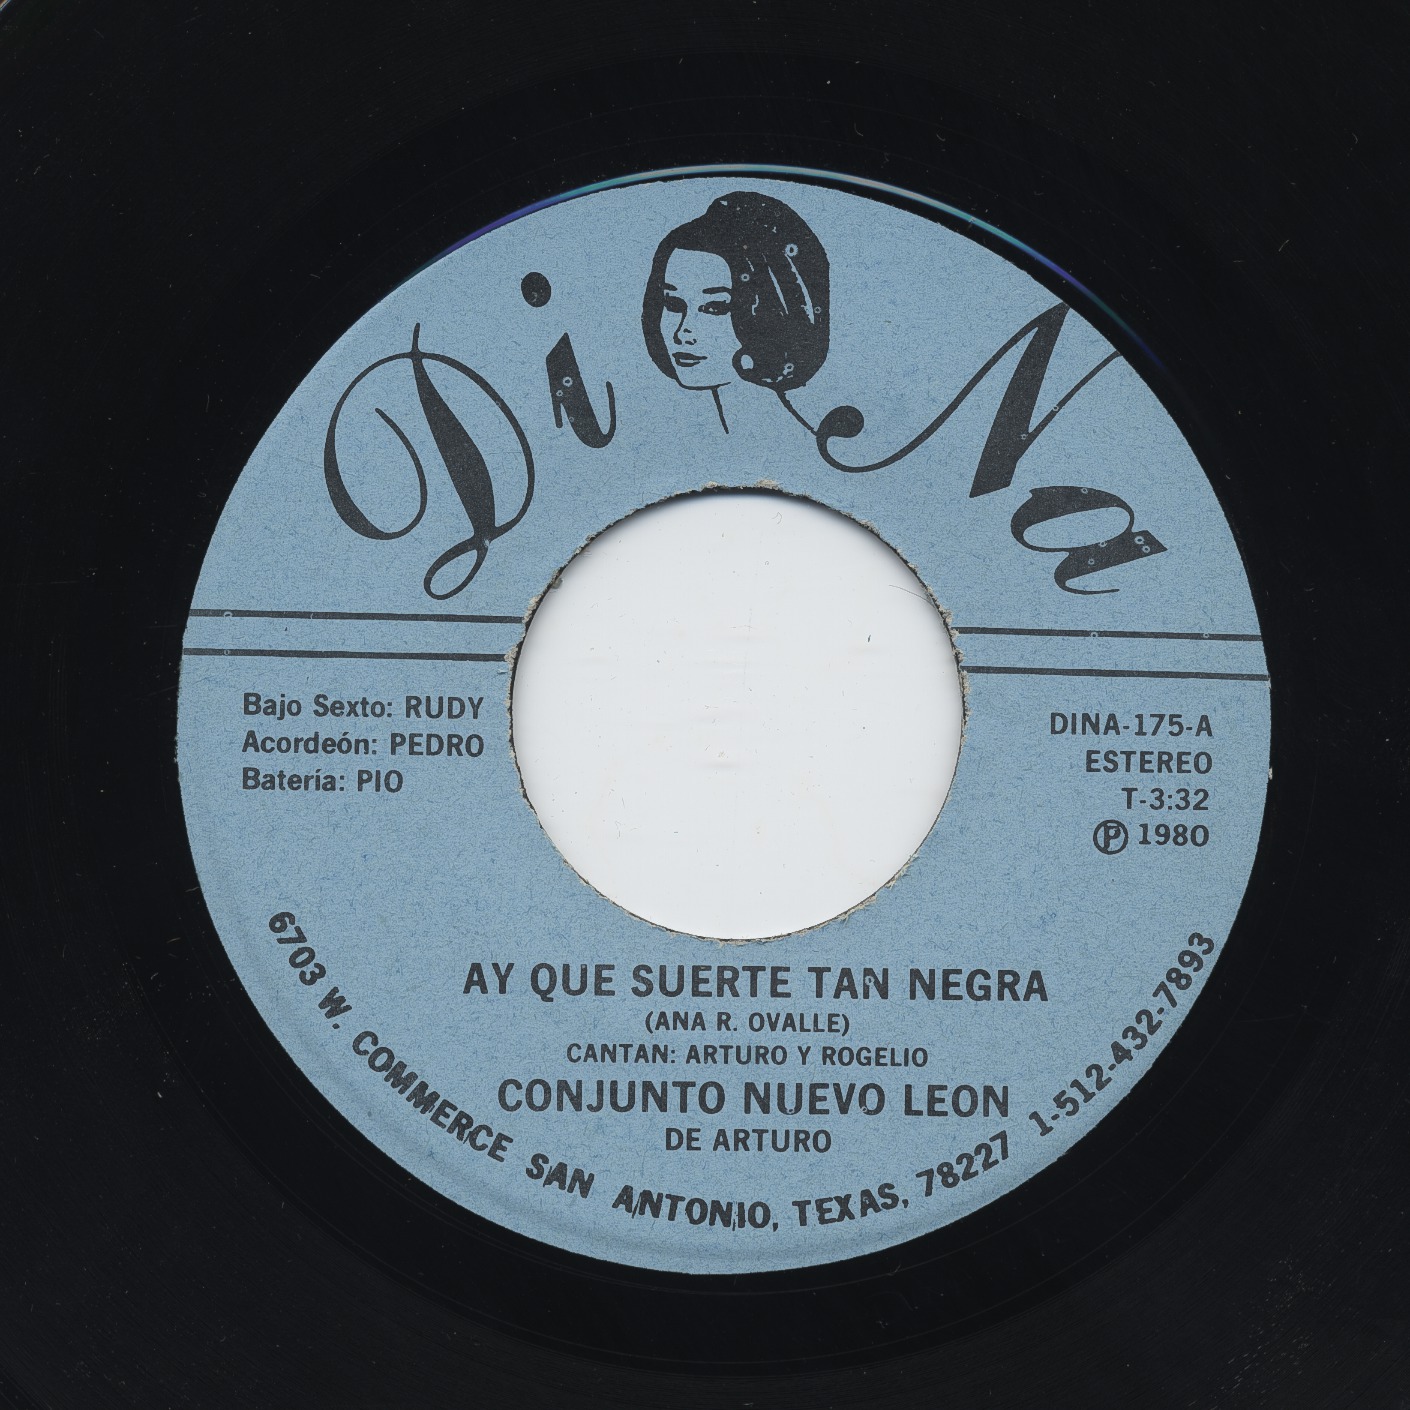 Di Na
Bajo Sexto: RUDY
Acordeón: PEDRO
Batería: PIO
DINA-175-A
ESTEREO
T-3:32
Ⓟ 1980
AY QUE SUERTE TAN NEGRA
(ANA R. OVALLE)
CANTAN: ARTURO Y ROGELIO
CONJUNTO NUEVO LEON
DE ARTURO
6703 W. COMMERCE SAN ANTONIO, TEXAS, 78227 1-512-432-7893